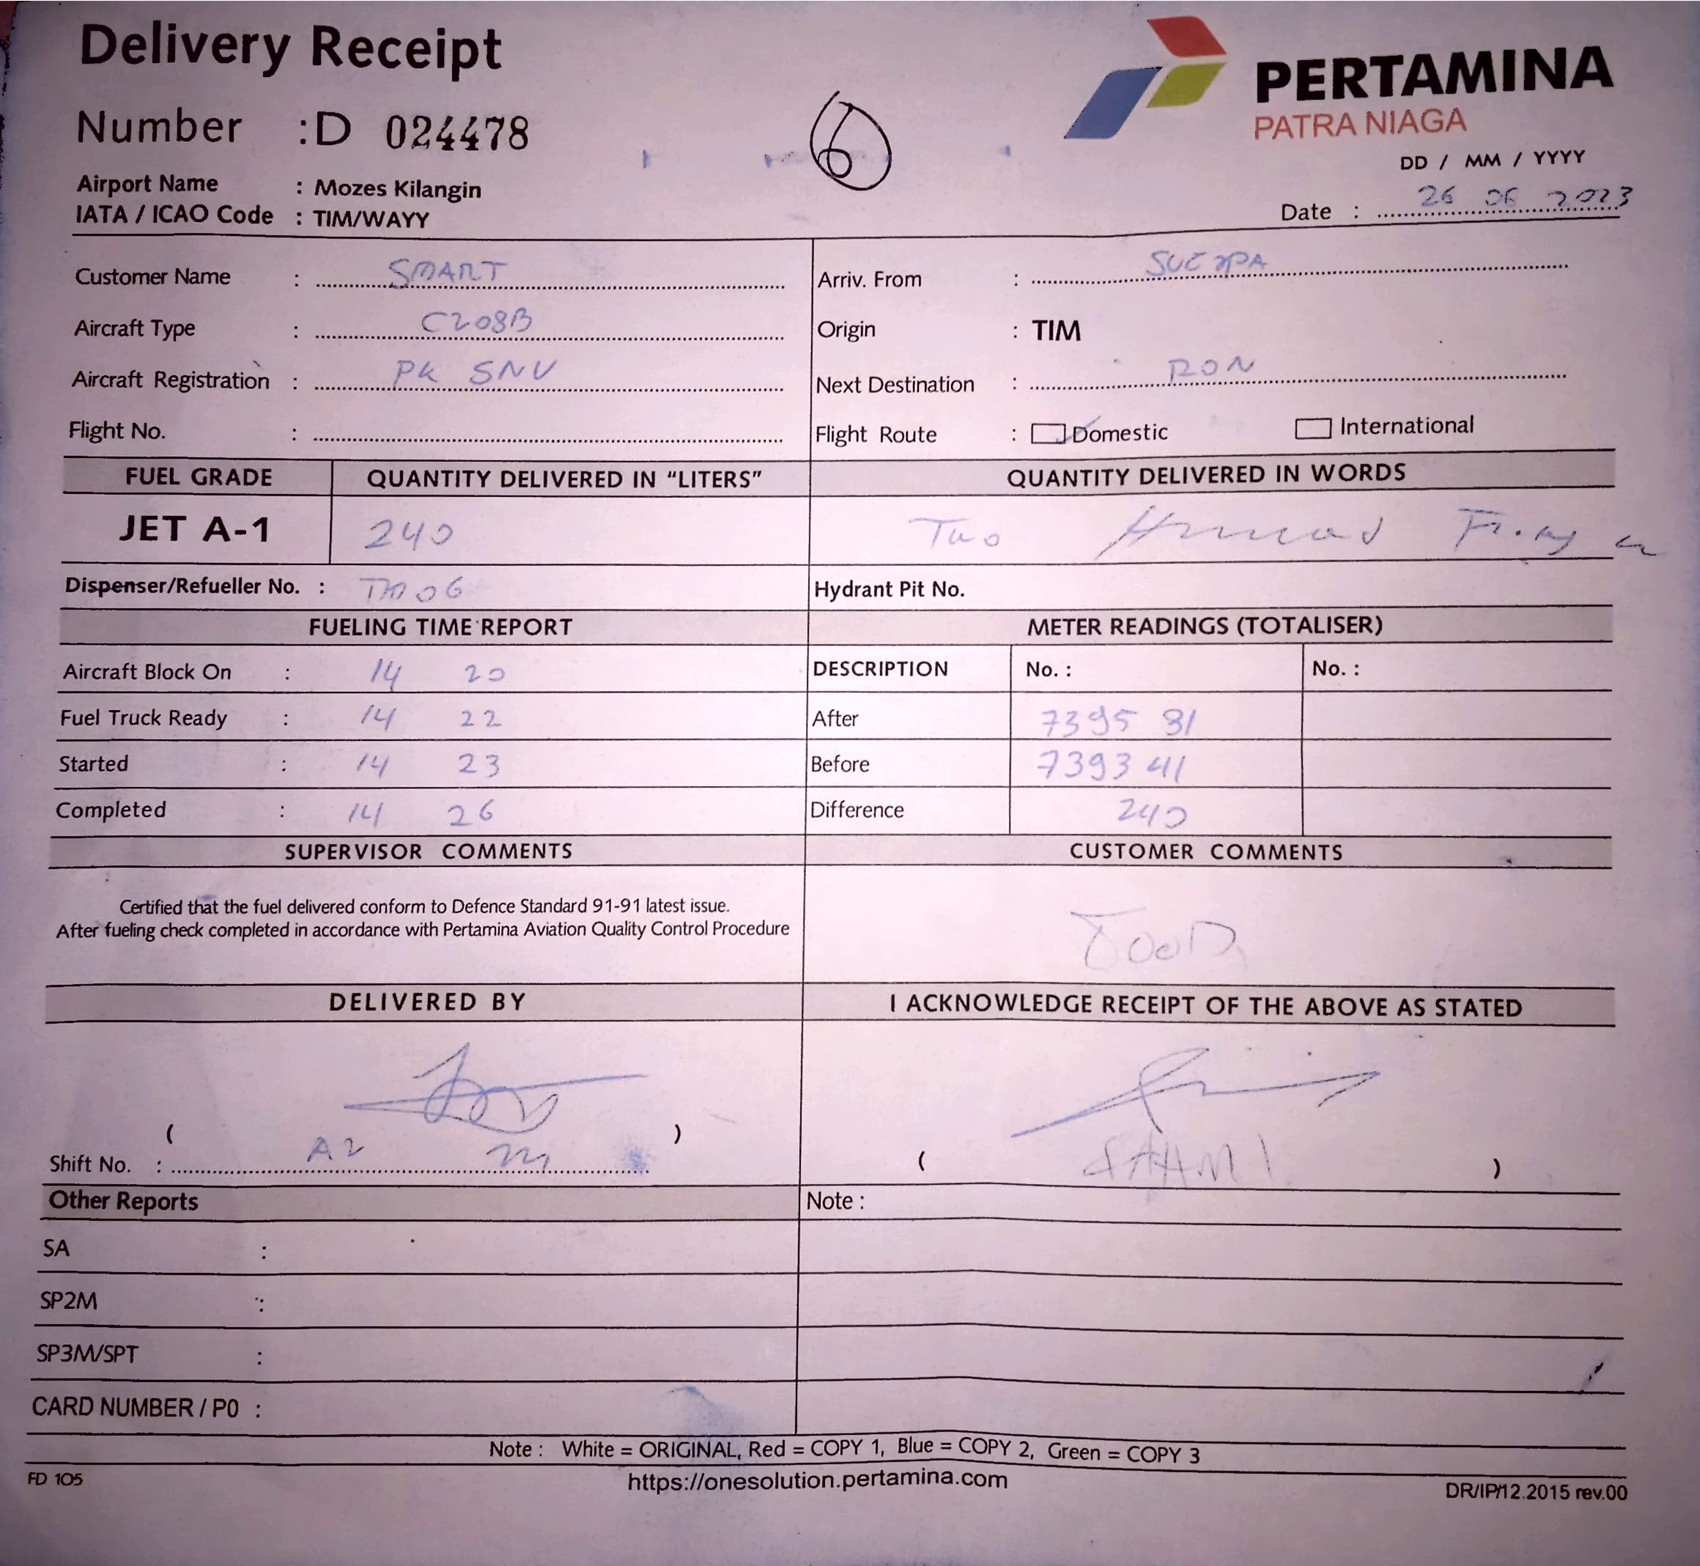 Delivery Receipt
Number : D 024478
6
PERTAMINA
PATRA NIAGA
Airport Name : Mozes Kilangin
IATA / ICAO Code : TIM/WAYY
DD / MM / YYYY
Date : 26 06 2023
Customer Name : SMART
Aircraft Type : C208B
Aircraft Registration : PK SNV
Flight No. :
Arriv. From :
Origin : TIM
Next Destination : RON
Flight Route : Domestic International
FUEL GRADE QUANTITY DELIVERED IN "LITERS" QUANTITY DELIVERED IN WORDS
JET A-1 240 Two
Dispenser/Refueller No. : Hydrant Pit No.
FUELING TIME REPORT METER READINGS (TOTALISER)
Aircraft Block On : 14 20 DESCRIPTION No. : No. :
Fuel Truck Ready : 14 22 After 7395 81
Started : 14 23 Before 7393 41
Completed : 14 26 Difference 240
SUPERVISOR COMMENTS CUSTOMER COMMENTS
Certified that the fuel delivered conform to Defence Standard 91-91 latest issue.
After fueling check completed in accordance with Pertamina Aviation Quality Control Procedure
DELIVERED BY I ACKNOWLEDGE RECEIPT OF THE ABOVE AS STATED
( )
Shift No. : A2
( FAHMI )
Other Reports Note :
SA :
SP2M :
SP3M/SPT :
CARD NUMBER / P0 :
Note : White = ORIGINAL, Red = COPY 1, Blue = COPY 2, Green = COPY 3
FD 105 https://onesolution.pertamina.com DR/IP/12.2015 rev.00